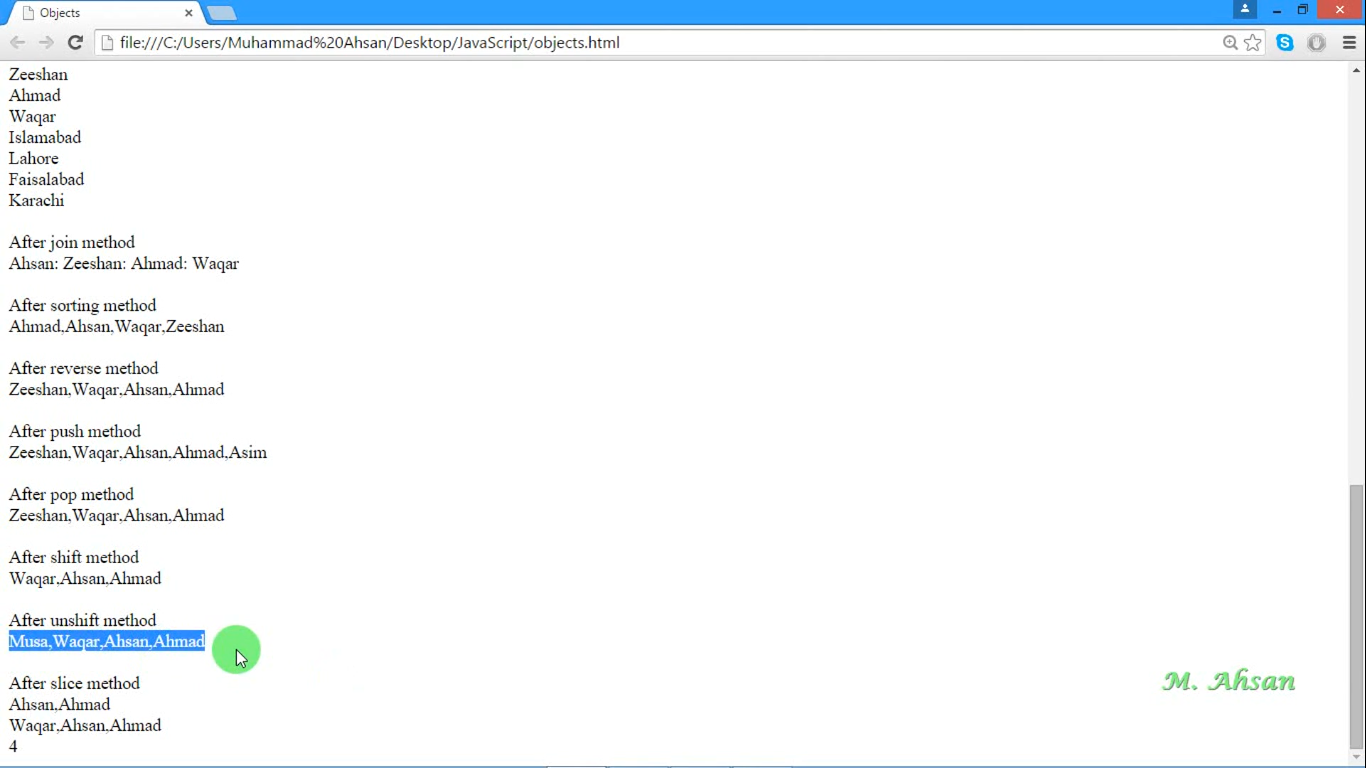 Objects
file:///C:/Users/Muhammad%20Ahsan/Desktop/JavaScript/objects.html
Zeeshan
Ahmad
Waqar
Islamabad
Lahore
Faisalabad
Karachi
After join method
Ahsan: Zeeshan: Ahmad: Waqar
After sorting method
Ahmad,Ahsan,Waqar,Zeeshan
After reverse method
Zeeshan,Waqar,Ahsan,Ahmad
After push method
Zeeshan,Waqar,Ahsan,Ahmad,Asim
After pop method
Zeeshan,Waqar,Ahsan,Ahmad
After shift method
Waqar,Ahsan,Ahmad
After unshift method
Musa,Waqar,Ahsan,Ahmad
After slice method
Ahsan,Ahmad
Waqar,Ahsan,Ahmad
4
M. Ahsan